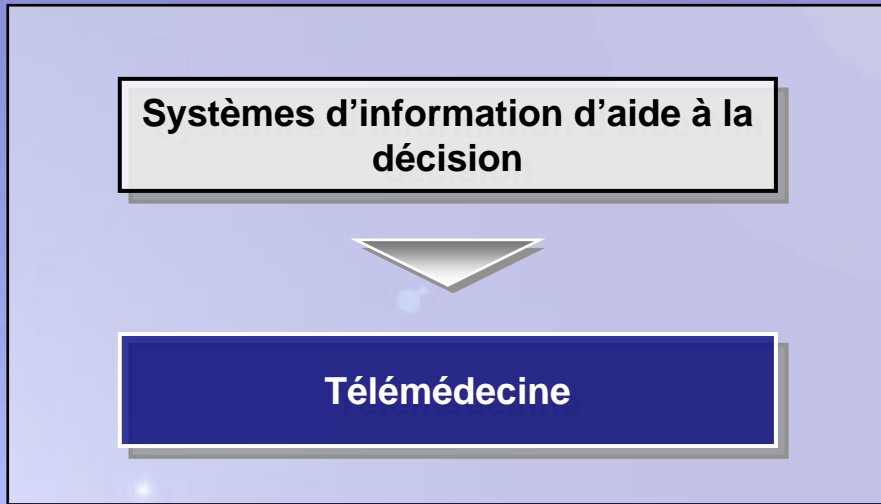 Systèmes d’information d’aide à la
décision
Télémédecine